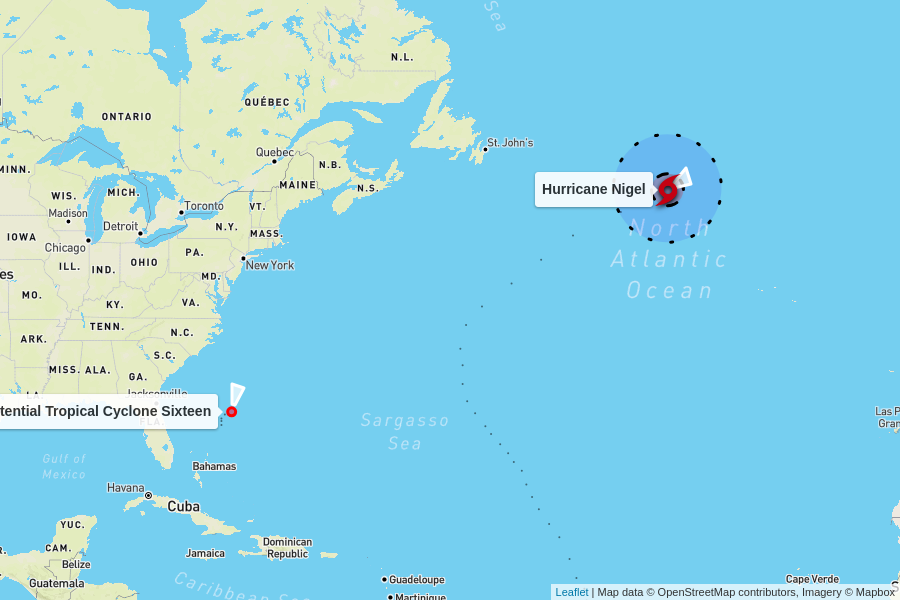 Sea
N.L.
ONTARIO
QUÉBEC
St. John's
Quebec
N.B.
MINN.
MAINE
N.S.
Hurricane Nigel
WIS.
MICH.
Toronto
VT.
Madison
Detroit
N.Y.
MASS.
North
Atlantic
Ocean
IOWA
Chicago
PA.
ILL.
IND.
OHIO
New York
es
MD.
MO.
KY.
VA.
TENN.
N.C.
ARK.
S.C.
MISS.
ALA.
GA.
Jacksonville
tential Tropical Cyclone Sixteen
FLA.
Sargasso
Sea
Las P
Gran
Gulf of
Mexico
Bahamas
Havana
Cuba
YUC.
CAM.
Dominican
Republic
Jamaica
Belize
Guatemala
Guadeloupe
Cape Verde
Caribbean Sea
Martinique
Leaflet | Map data © OpenStreetMap contributors, Imagery © Mapbox